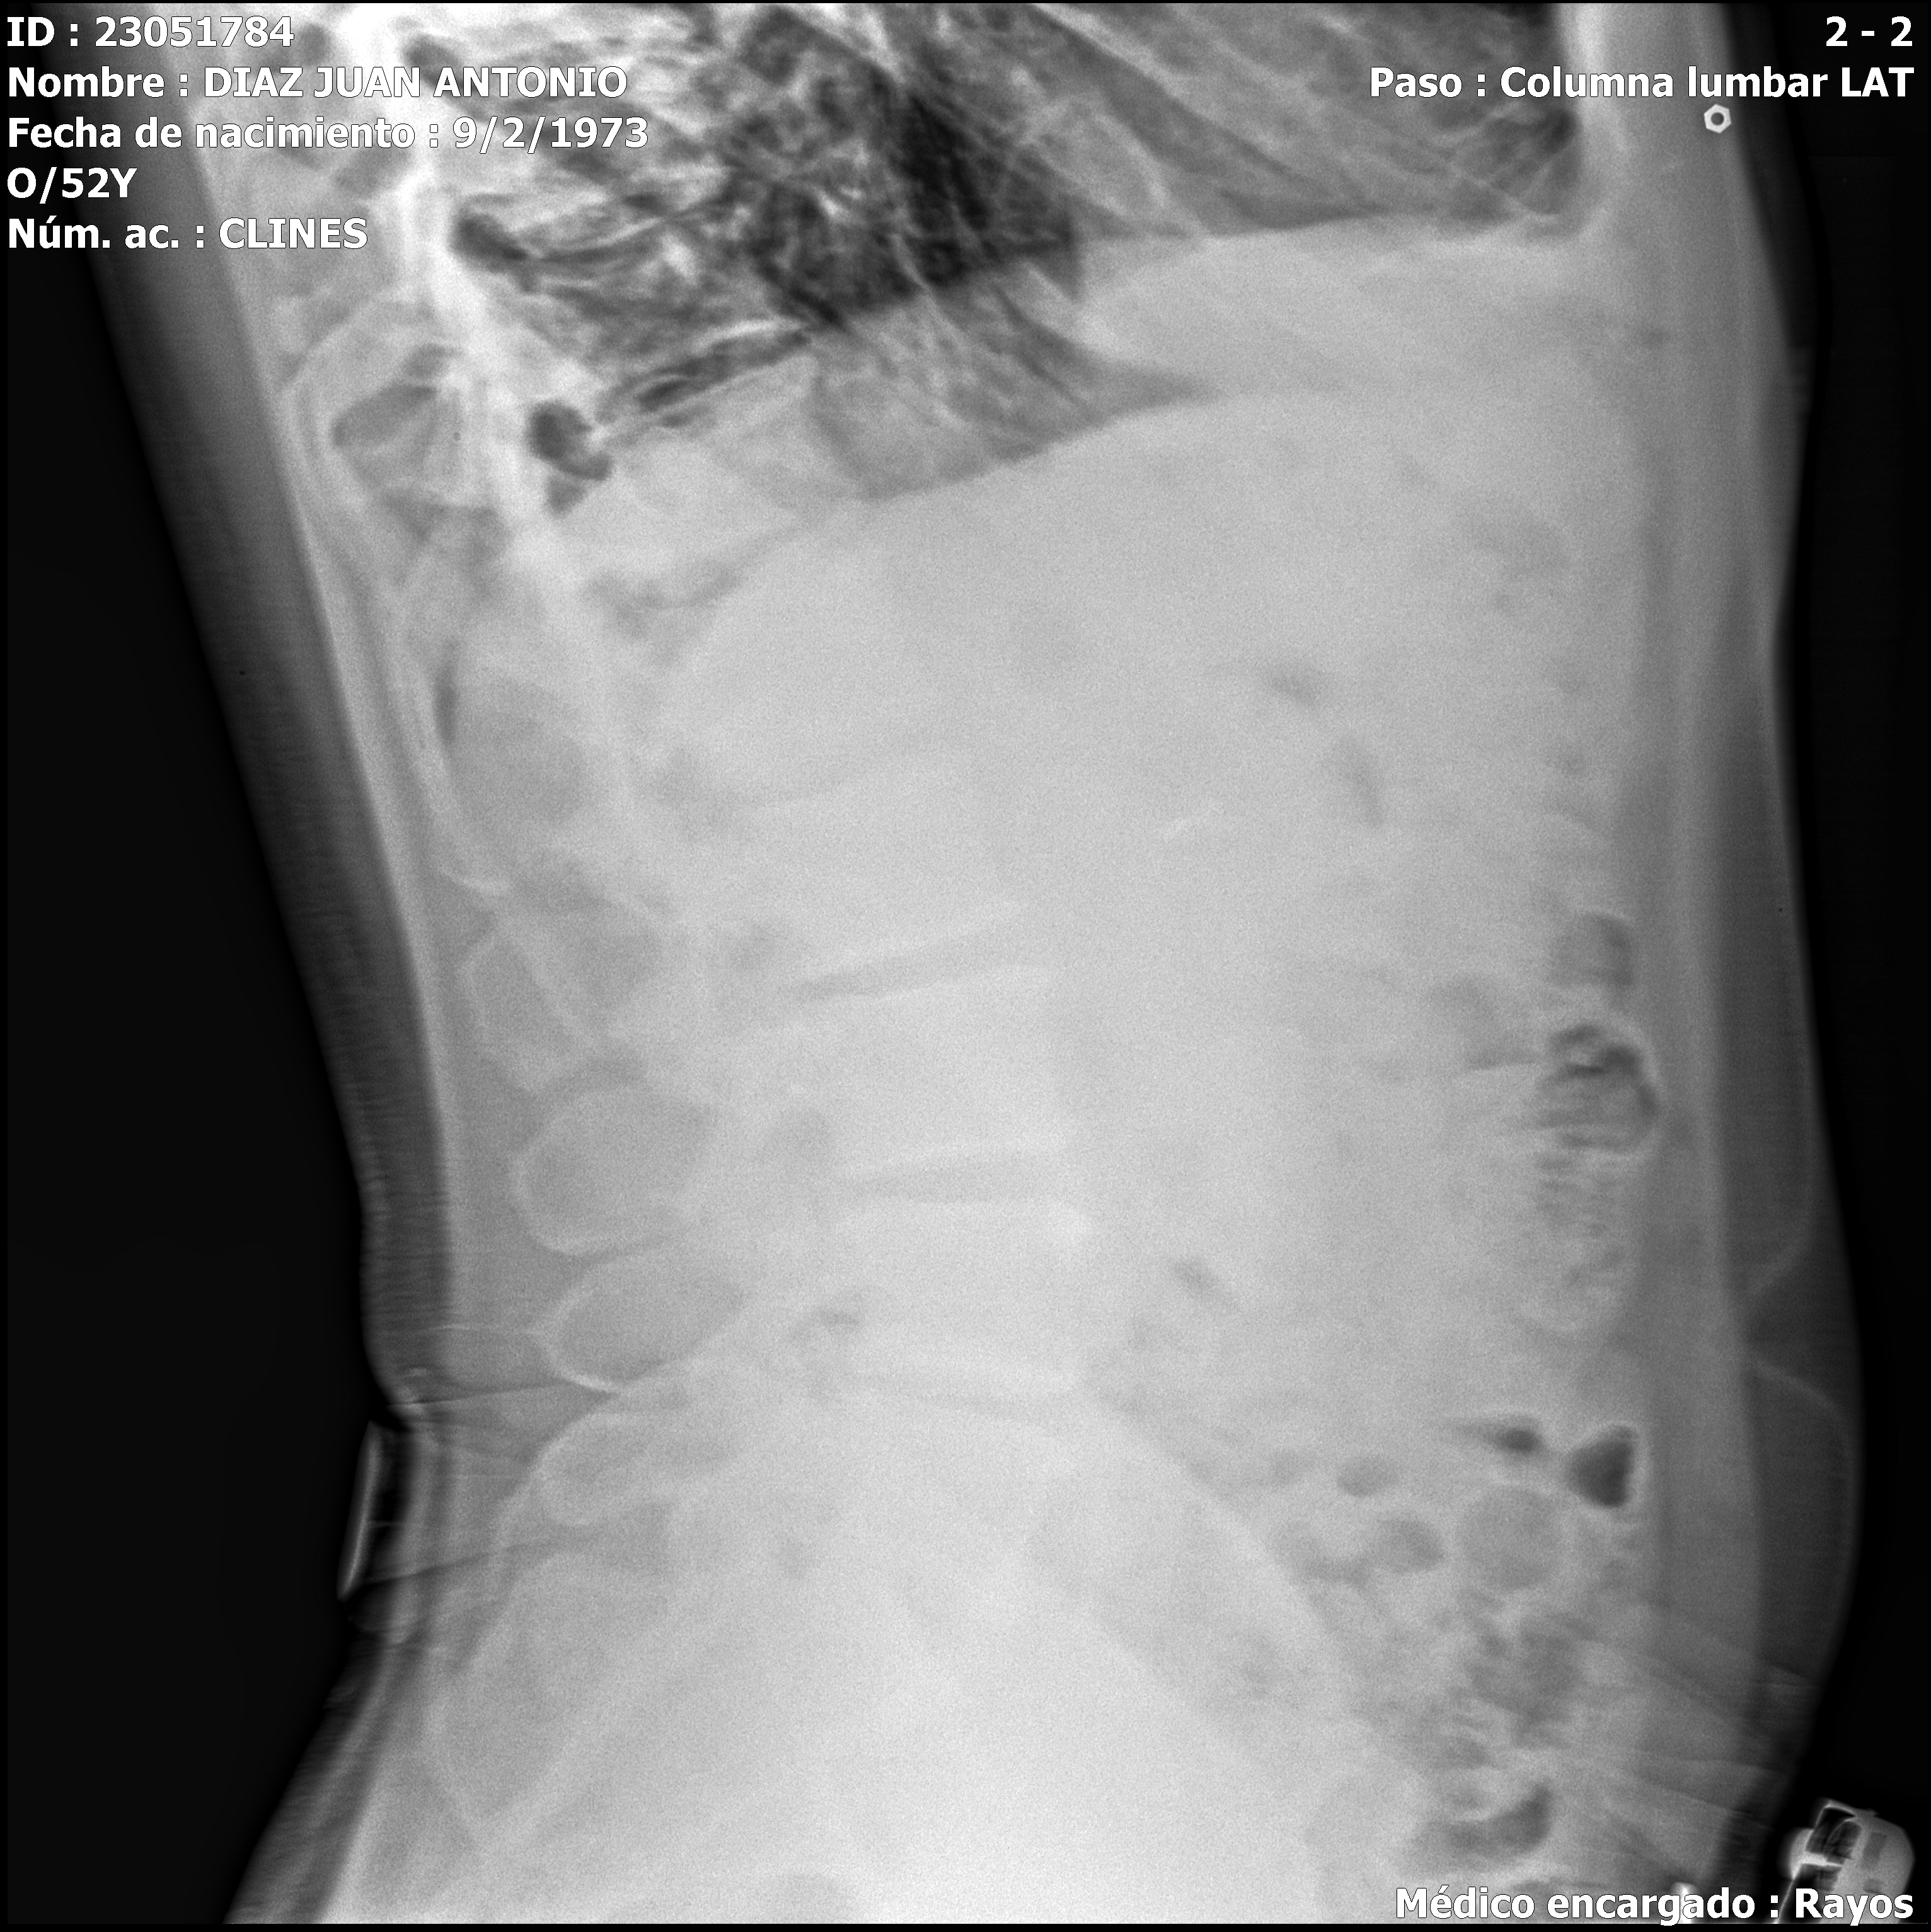 ID : 23051784
Nombre : DIAZ JUAN ANTONIO
Fecha de nacimiento : 9/2/1973
O/52Y
Núm. ac. : CLINES
2 - 2
Paso : Columna lumbar LAT
Médico encargado : Rayos